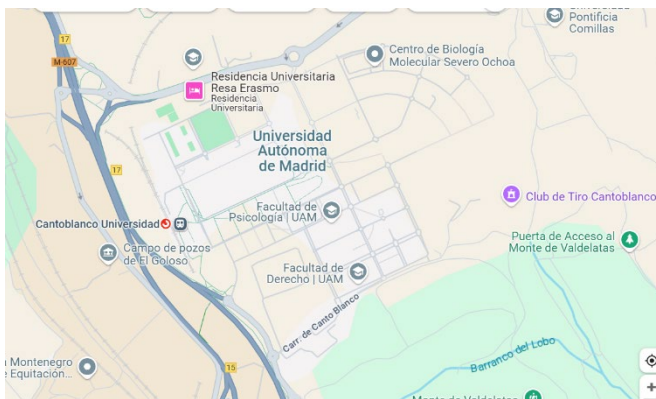 Universidad
Pontificia
Comillas
17
M-607
Centro de Biología
Molecular Severo Ochoa
Residencia Universitaria
Resa Erasmo
Residencia
Universitaria
Universidad
Autónoma
de Madrid
17
Club de Tiro Cantoblanco
Facultad de
Psicología | UAM
Cantoblanco Universidad
Puerta de Acceso al
Monte de Valdelatas
Campo de pozos
de El Goloso
Facultad de
Derecho | UAM
Carr. de Canto Blanco
Barranco del Lobo
Montenegro
Equitación...
15
Monte de Valdelatas